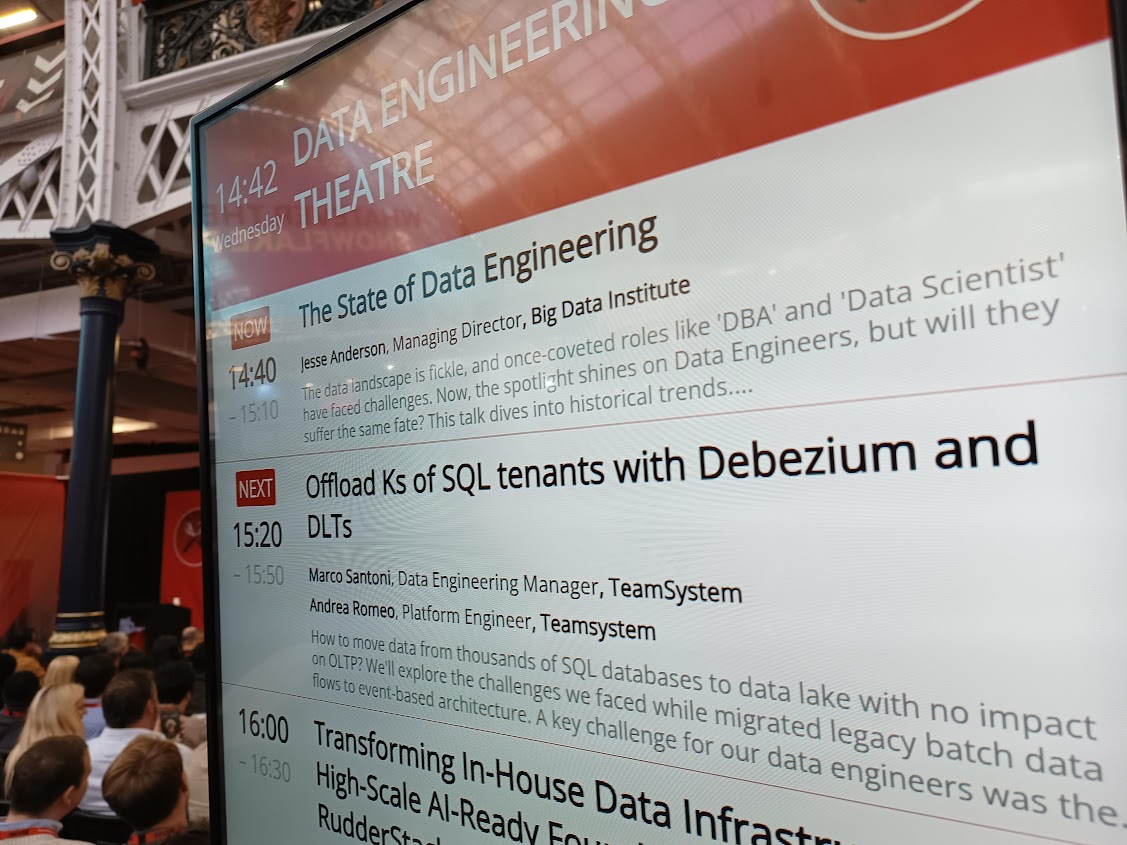 DATA ENGINEERING
THEATRE
14:42
Wednesday
NOW
14:40
– 15:10
The State of Data Engineering
Jesse Anderson, Managing Director, Big Data Institute
The data landscape is fickle, and once-coveted roles like 'DBA' and 'Data Scientist'
have faced challenges. Now, the spotlight shines on Data Engineers, but will they
suffer the same fate? This talk dives into historical trends....
NEXT
15:20
– 15:50
Offload Ks of SQL tenants with Debezium and
DLTs
Marco Santoni, Data Engineering Manager, TeamSystem
Andrea Romeo, Platform Engineer, Teamsystem
How to move data from thousands of SQL databases to data lake with no impact
on OLTP? We'll explore the challenges we faced while migrated legacy batch data
flows to event-based architecture. A key challenge for our data engineers was the..
16:00
– 16:30
Transforming In-House Data
High-Scale AI-Ready